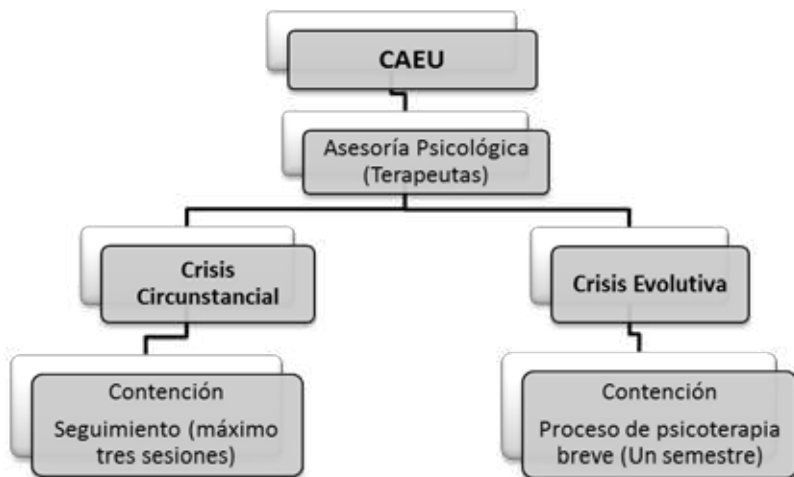 CAEU
Asesoría Psicológica
(Terapeutas)
Crisis
Circunstancial
Crisis Evolutiva
Contención
Seguimiento (máximo
tres sesiones)
Contención
Proceso de psicoterapia
breve (Un semestre)